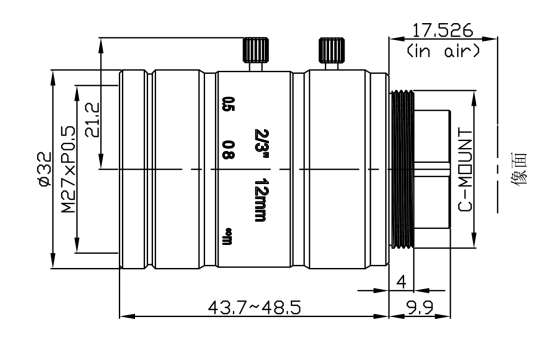 17.526
(in air)
21.2
M27xP0.5
ø32
0.5
0.8
∞m
2/3"
12mm
C-MOUNT
像面
4
43.7~48.5
9.9